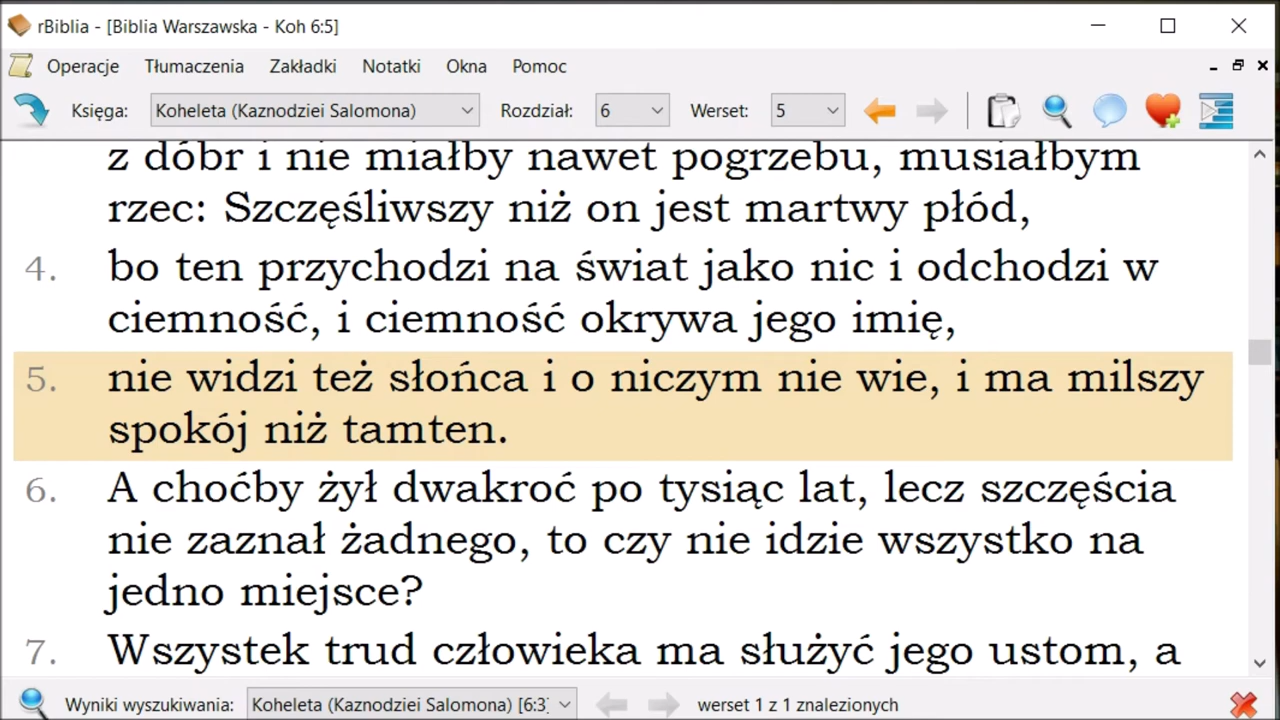 rBiblia - [Biblia Warszawska - Koh 6:5]
Operacje Tłumaczenia Zakładki Notatki Okna Pomoc
Księga: Koheleta (Kaznodziei Salomona) Rozdział: 6 Werset: 5
z dóbr i nie miałby nawet pogrzebu, musiałbym
rzec: Szczęśliwszy niż on jest martwy płód,
4. bo ten przychodzi na świat jako nic i odchodzi w
ciemność, i ciemność okrywa jego imię,
5. nie widzi też słońca i o niczym nie wie, i ma milszy
spokój niż tamten.
6. A choćby żył dwakroć po tysiąc lat, lecz szczęścia
nie zaznał żadnego, to czy nie idzie wszystko na
jedno miejsce?
7. Wszystek trud człowieka ma służyć jego ustom, a
Wyniki wyszukiwania: Koheleta (Kaznodziei Salomona) [6:3] werset 1 z 1 znalezionych